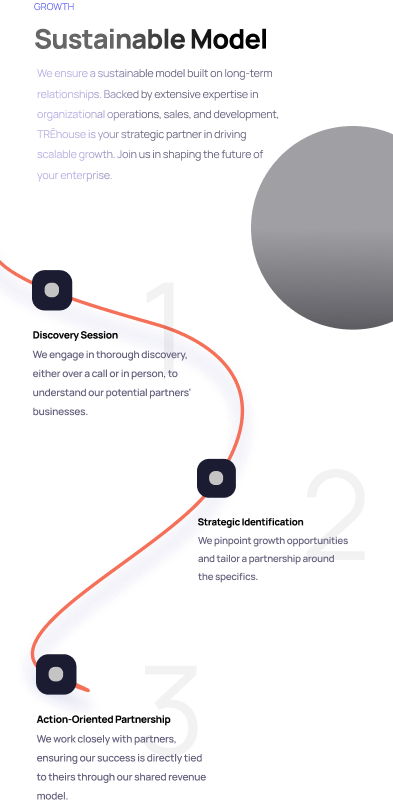 GROWTH
Sustainable Model
We ensure a sustainable model built on long-term
relationships. Backed by extensive expertise in
organizational operations, sales, and development,
TRĒhouse is your strategic partner in driving
scalable growth. Join us in shaping the future of
your enterprise.
1
Discovery Session
We engage in thorough discovery,
either over a call or in person, to
understand our potential partners'
businesses.
2
Strategic Identification
We pinpoint growth opportunities
and tailor a partnership around
the specifics.
3
Action-Oriented Partnership
We work closely with partners,
ensuring our success is directly tied
to theirs through our shared revenue
model.